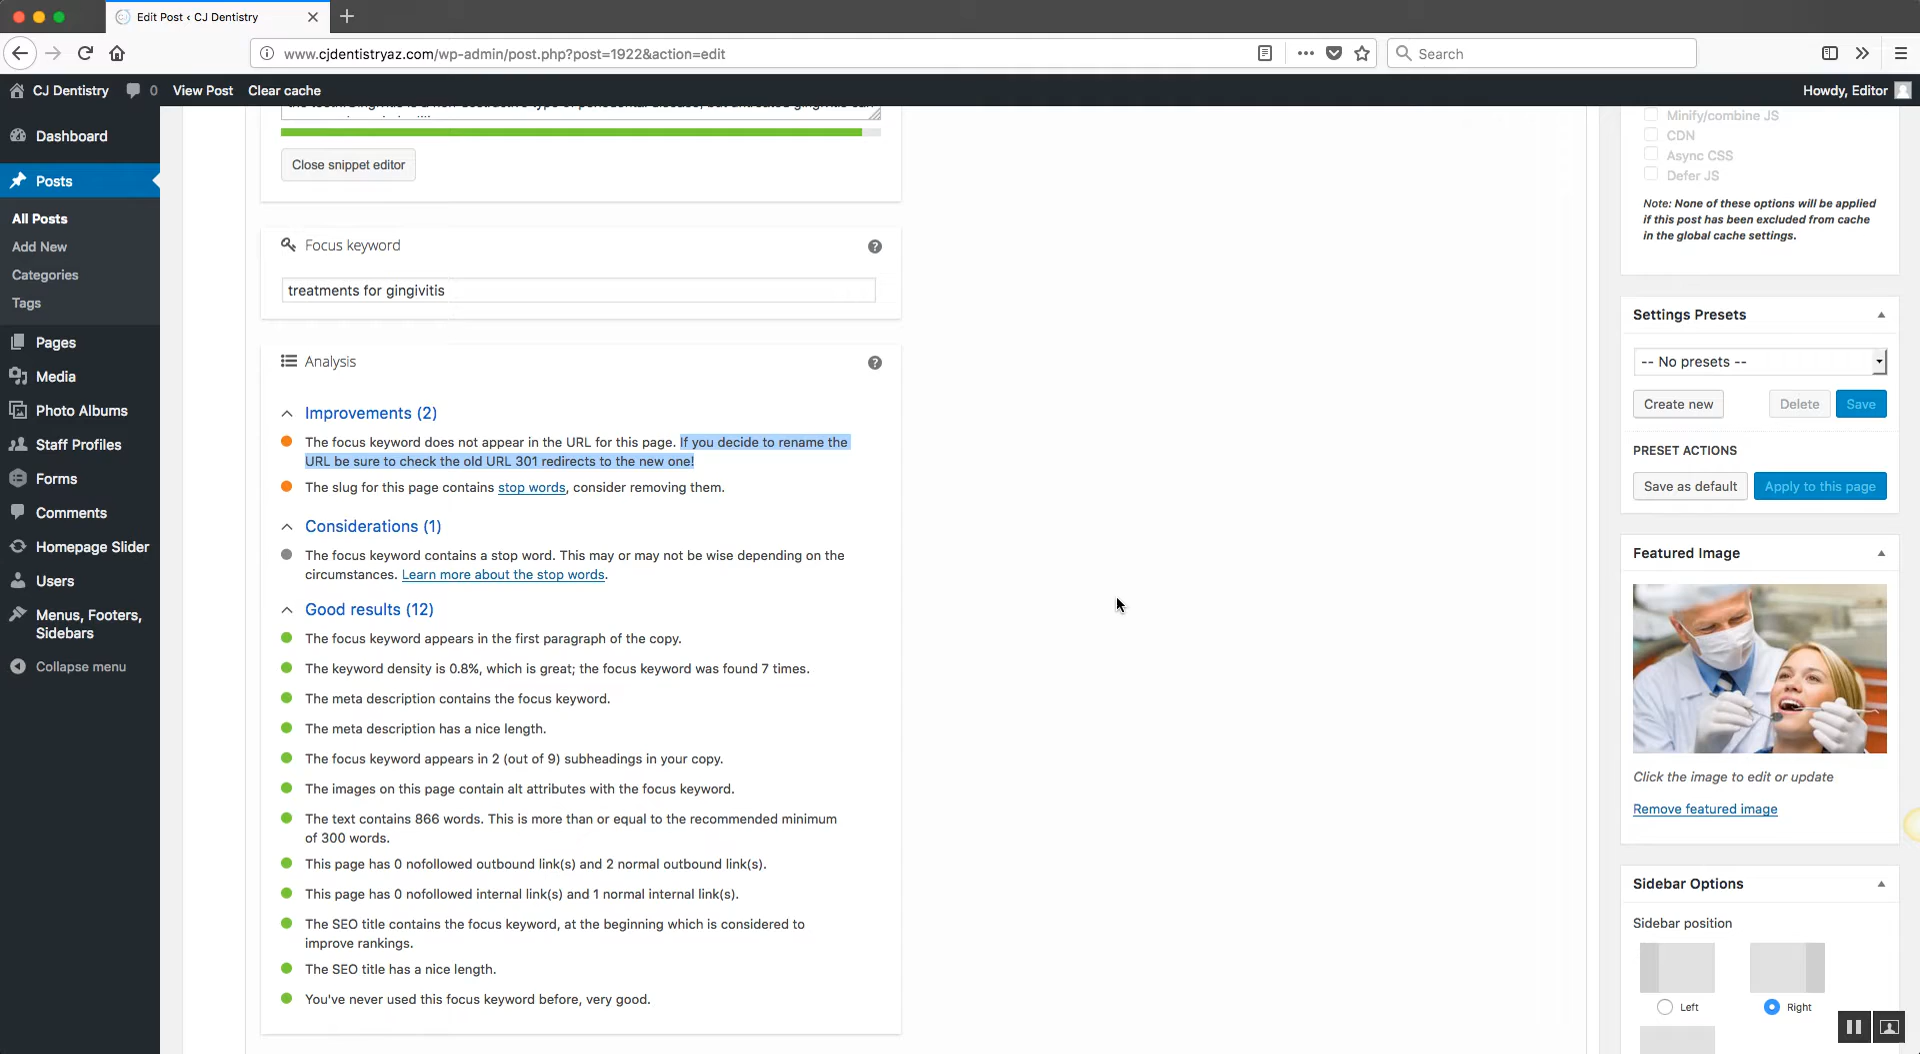 Edit Post ‹ CJ Dentistry
www.cjdentistryaz.com/wp-admin/post.php?post=1922&action=edit
Search
CJ Dentistry
0
View Post
Clear cache
Howdy, Editor
Dashboard
Posts
All Posts
Add New
Categories
Tags
Pages
Media
Photo Albums
Staff Profiles
Forms
Comments
Homepage Slider
Users
Menus, Footers,
Sidebars
Collapse menu
Close snippet editor
Focus keyword
treatments for gingivitis
Analysis
Improvements (2)
The focus keyword does not appear in the URL for this page. If you decide to rename the
URL be sure to check the old URL 301 redirects to the new one!
The slug for this page contains stop words, consider removing them.
Considerations (1)
The focus keyword contains a stop word. This may or may not be wise depending on the
circumstances. Learn more about the stop words.
Good results (12)
The focus keyword appears in the first paragraph of the copy.
The keyword density is 0.8%, which is great; the focus keyword was found 7 times.
The meta description contains the focus keyword.
The meta description has a nice length.
The focus keyword appears in 2 (out of 9) subheadings in your copy.
The images on this page contain alt attributes with the focus keyword.
The text contains 866 words. This is more than or equal to the recommended minimum
of 300 words.
This page has 0 nofollowed outbound link(s) and 2 normal outbound link(s).
This page has 0 nofollowed internal link(s) and 1 normal internal link(s).
The SEO title contains the focus keyword, at the beginning which is considered to
improve rankings.
The SEO title has a nice length.
You've never used this focus keyword before, very good.
Minify/combine JS
CDN
Async CSS
Defer JS
Note: None of these options will be applied
if this post has been excluded from cache
in the global cache settings.
Settings Presets
-- No presets --
Create new
Delete
Save
PRESET ACTIONS
Save as default
Apply to this page
Featured Image
Click the image to edit or update
Remove featured image
Sidebar Options
Sidebar position
Left
Right